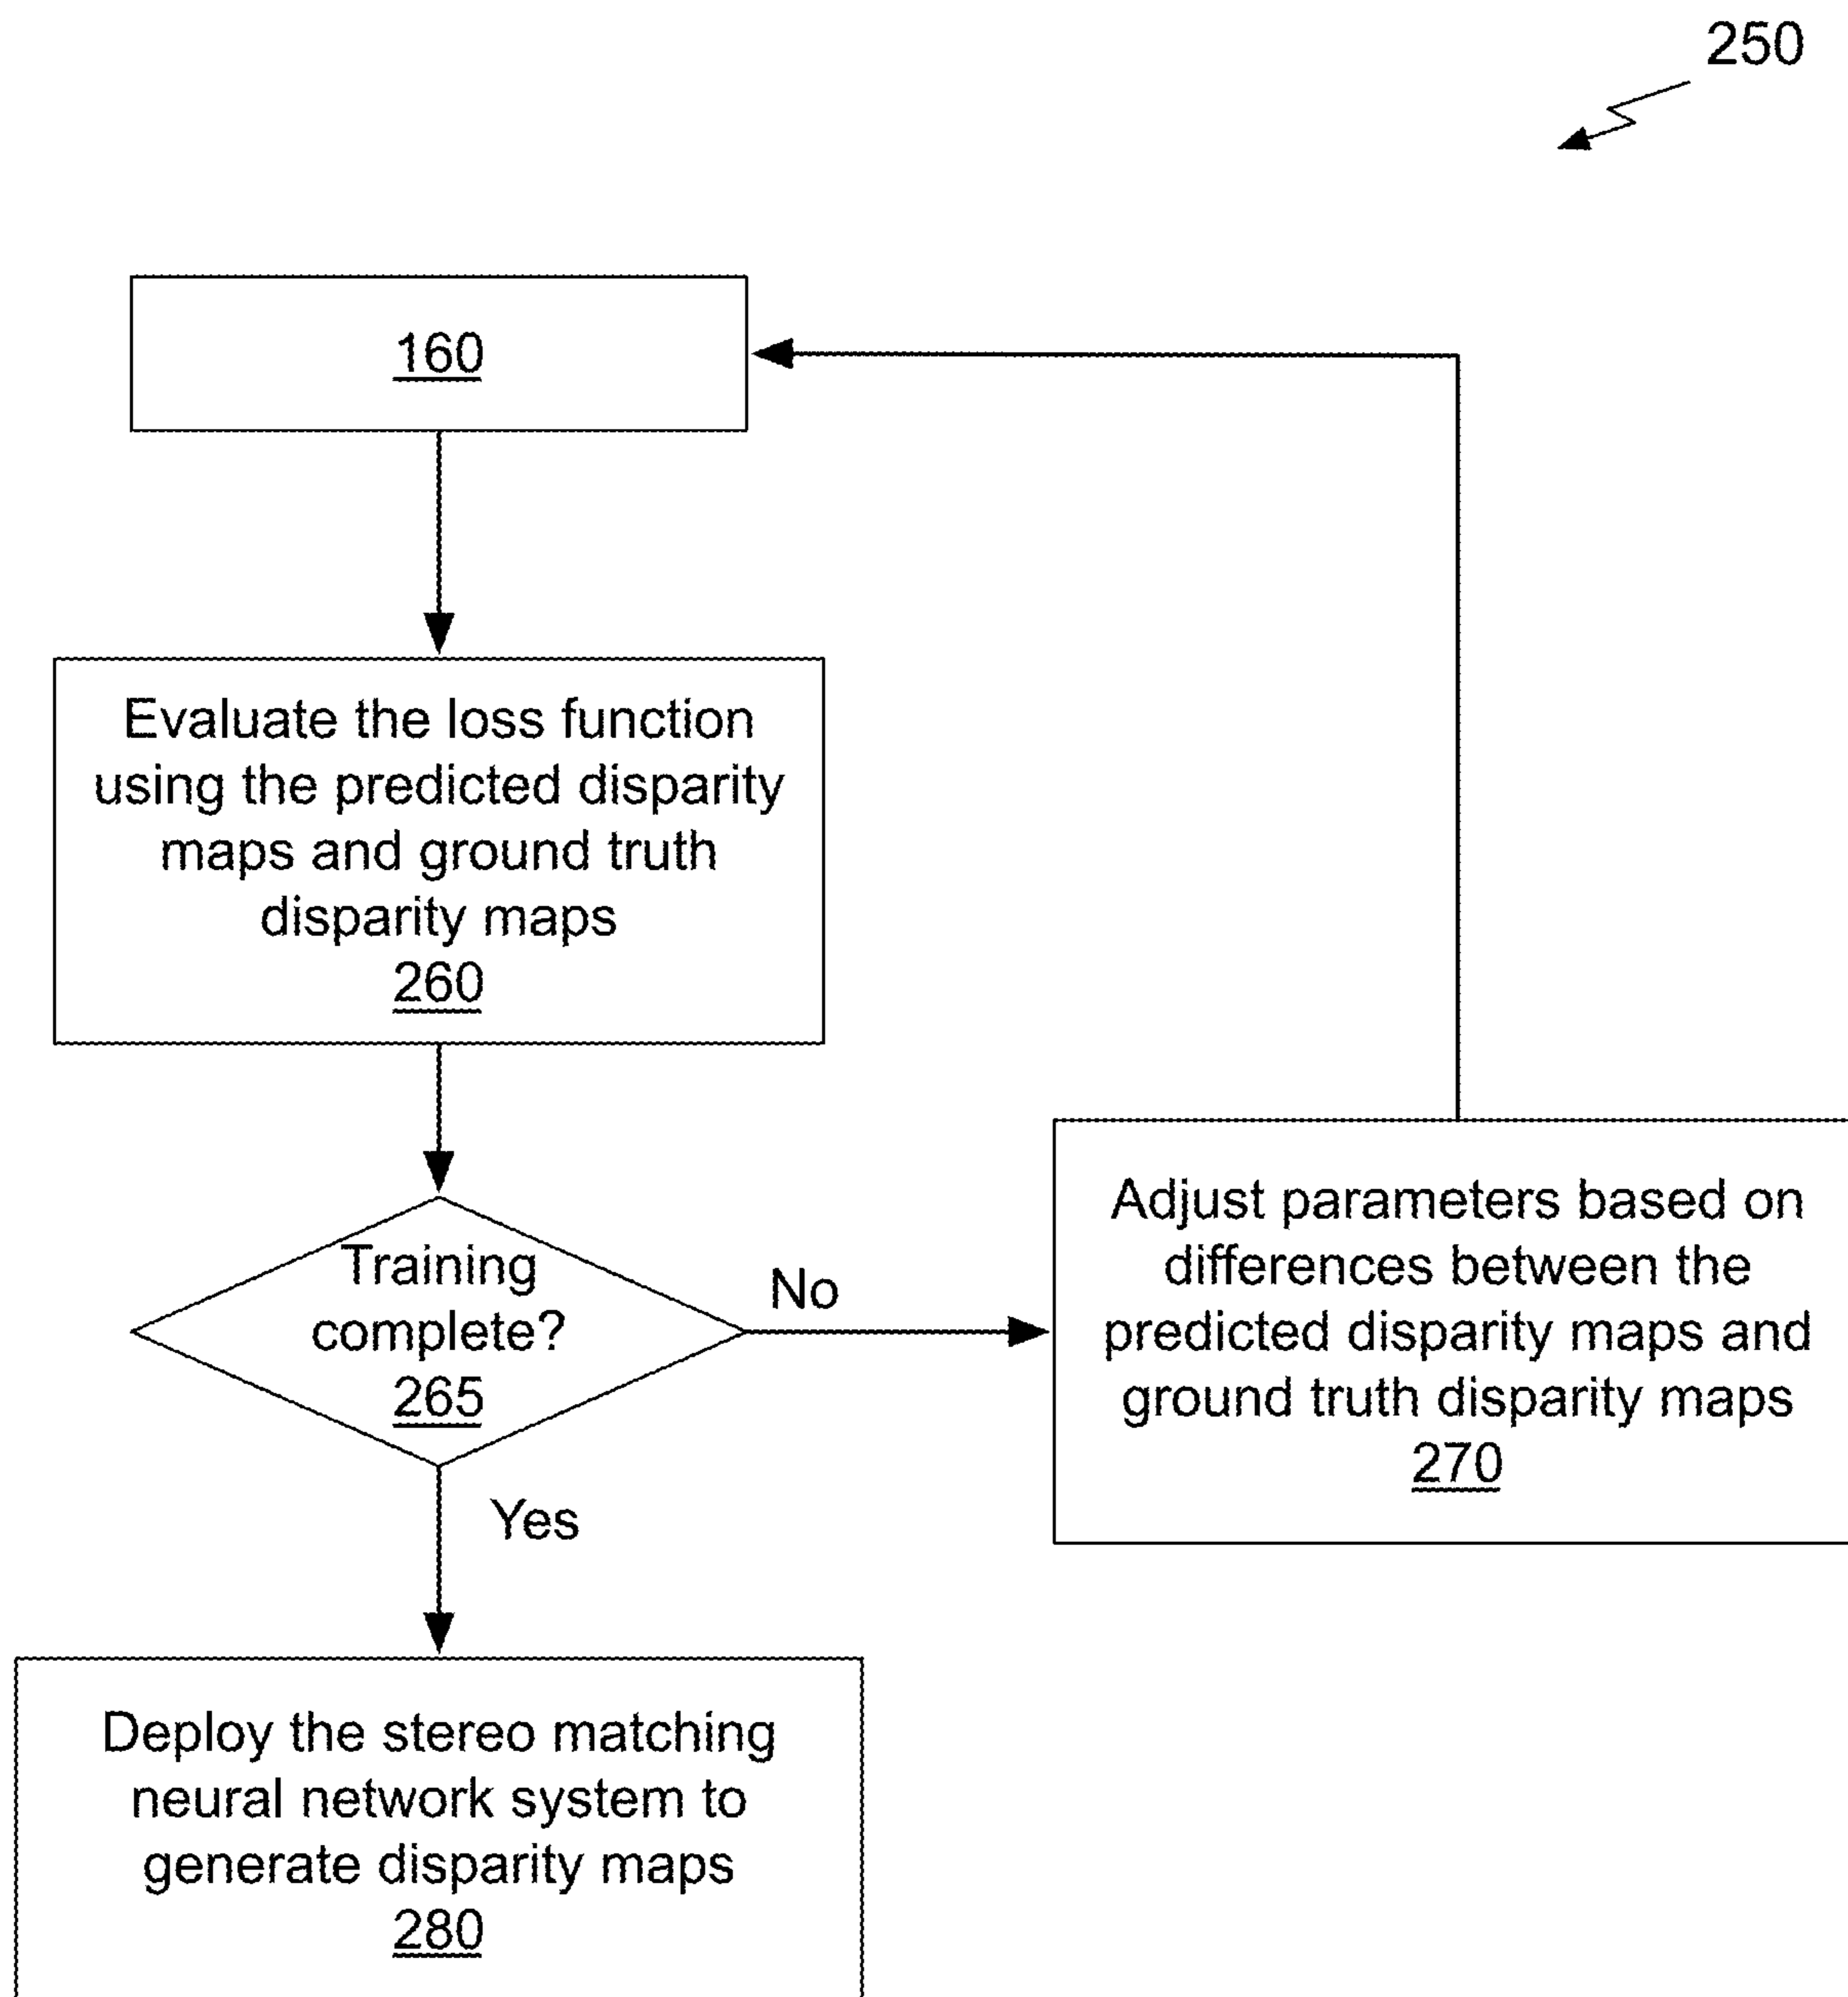 250
160
Evaluate the loss function
using the predicted disparity
maps and ground truth
disparity maps
260
Training
complete?
265
No
Adjust parameters based on
differences between the
predicted disparity maps and
ground truth disparity maps
270
Yes
Deploy the stereo matching
neural network system to
generate disparity maps
280